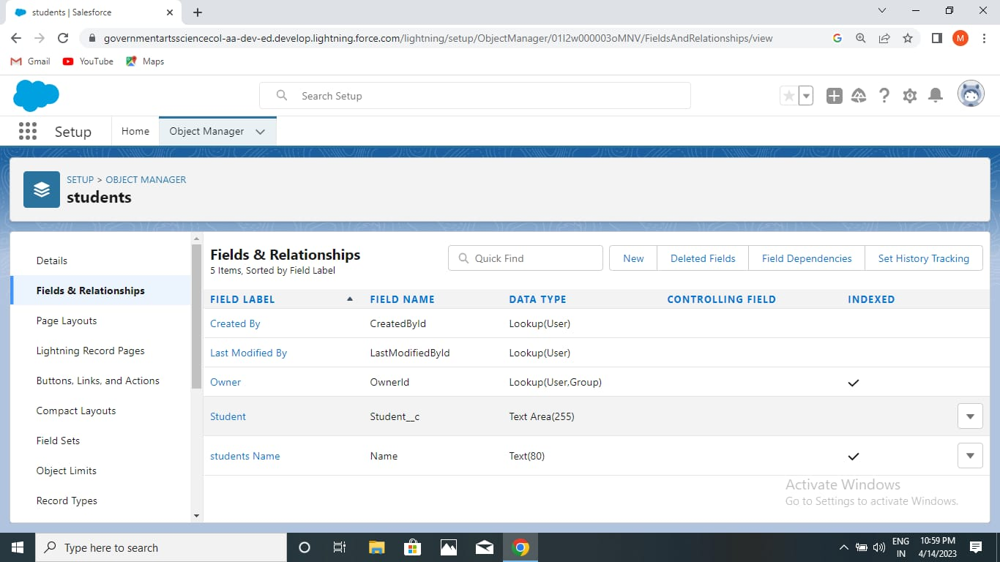 students | Salesforce
governmentartssciencecol-aa-dev-ed.develop.lightning.force.com/lightning/setup/ObjectManager/01I2w000003oMNV/FieldsAndRelationships/view
M
Gmail YouTube Maps
Search Setup
Setup Home Object Manager
SETUP > OBJECT MANAGER
students
Details
Fields & Relationships
Page Layouts
Lightning Record Pages
Buttons, Links, and Actions
Compact Layouts
Field Sets
Object Limits
Record Types
Fields & Relationships
5 Items, Sorted by Field Label
Quick Find New Deleted Fields Field Dependencies Set History Tracking
FIELD LABEL FIELD NAME DATA TYPE CONTROLLING FIELD INDEXED
Created By CreatedById Lookup(User)
Last Modified By LastModifiedById Lookup(User)
Owner OwnerId Lookup(User,Group)
Student Student__c Text Area(255)
students Name Name Text(80)
Activate Windows
Go to Settings to activate Windows.
Type here to search
ENG
IN
10:59 PM
4/14/2023